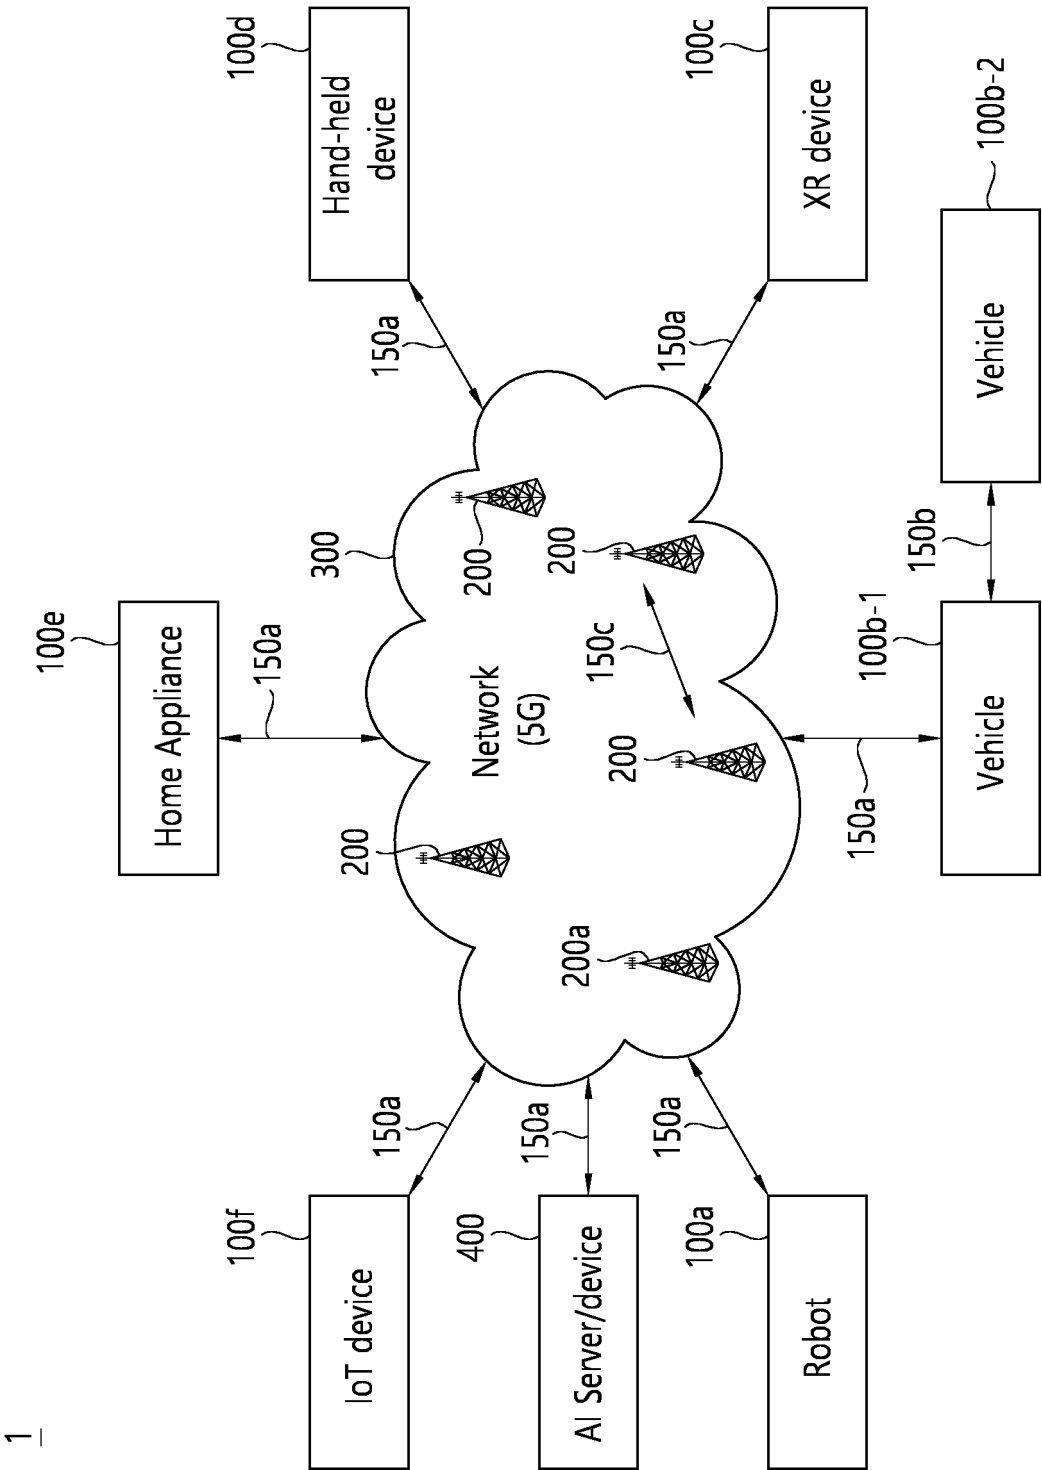 1
100e
Home Appliance
150a
100f
IoT device
150a
300
100d
Hand-held
device
150a
200
200
Network
(5G)
400
AI Server/device
150a
200a
200
150c
200
100a
Robot
150a
100c
XR device
150a
150a
100b-1
Vehicle
150b
100b-2
Vehicle